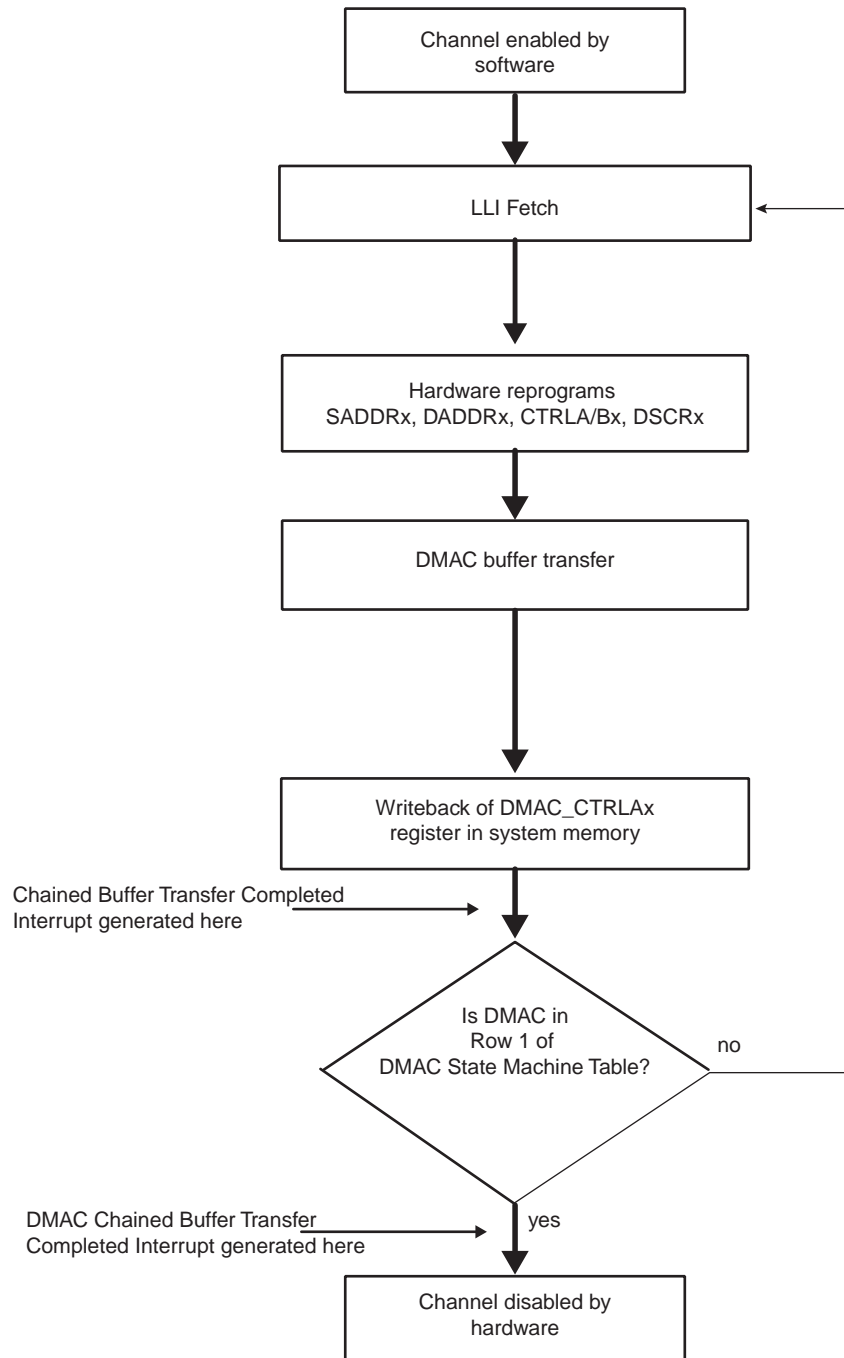 Channel enabled by
software
LLI Fetch
Hardware reprograms
SADDRx, DADDRx, CTRLA/Bx, DSCRx
DMAC buffer transfer
Writeback of DMAC_CTRLAx
register in system memory
Chained Buffer Transfer Completed
Interrupt generated here
Is DMAC in
Row 1 of
DMAC State Machine Table?
no
DMAC Chained Buffer Transfer
Completed Interrupt generated here
yes
Channel disabled by
hardware